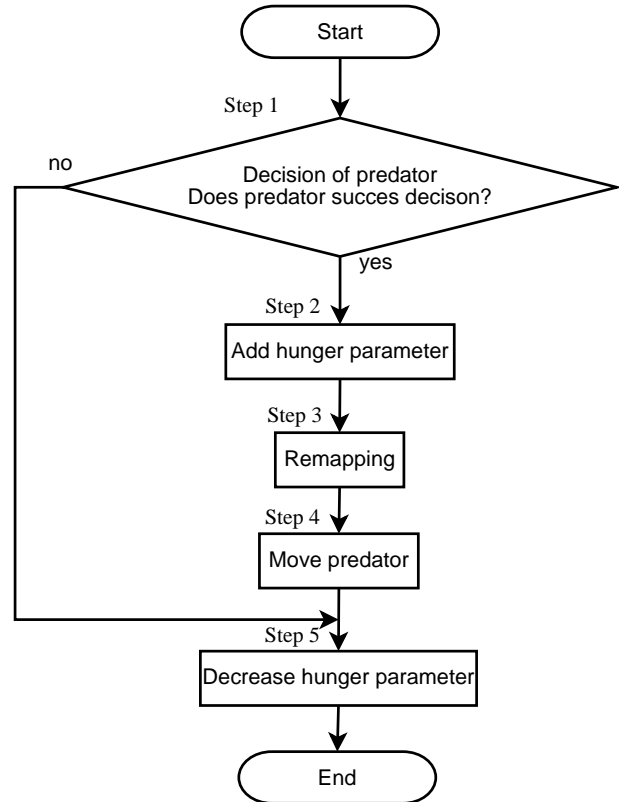 Start
Step 1
no
Decision of predator
Does predator succes decison?
yes
Step 2
Add hunger parameter
Step 3
Remapping
Step 4
Move predator
Step 5
Decrease hunger parameter
End